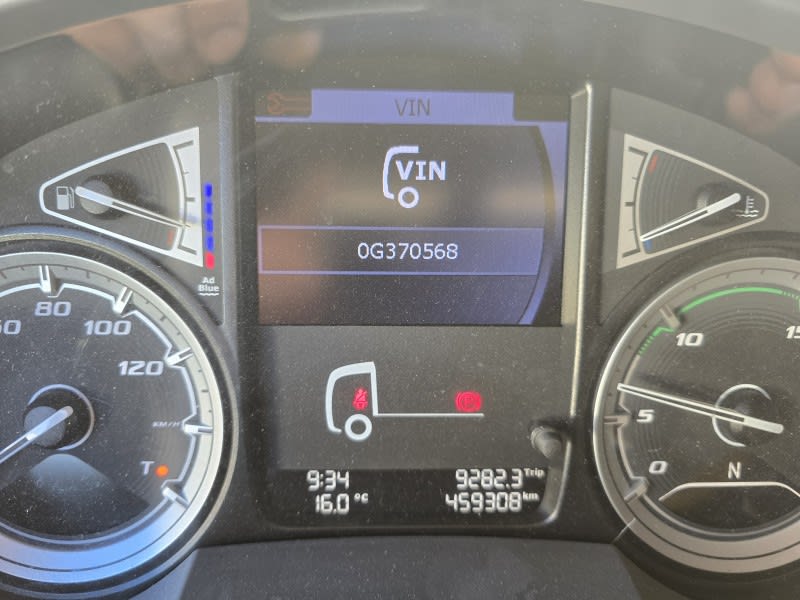 VIN
VIN
0G370568
Ad
Blue
80
100
120
KM/H
T
10
15
5
0
N
9:34
9282.3 Trip
16.0 °C
459308 km